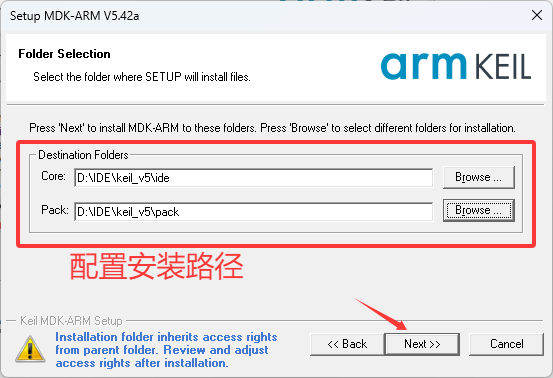 Setup MDK-ARM V5.42a
Folder Selection
Select the folder where SETUP will install files.
arm KEIL
Press 'Next' to install MDK-ARM to these folders. Press 'Browse' to select different folders for installation.
Destination Folders
Core: D:\IDE\keil_v5\ide Browse ...
Pack: D:\IDE\keil_v5\pack Browse ...
配置安装路径
Keil MDK-ARM Setup
Installation folder inherits access rights
from parent folder. Review and adjust
access rights after installation.
<< Back Next >> Cancel